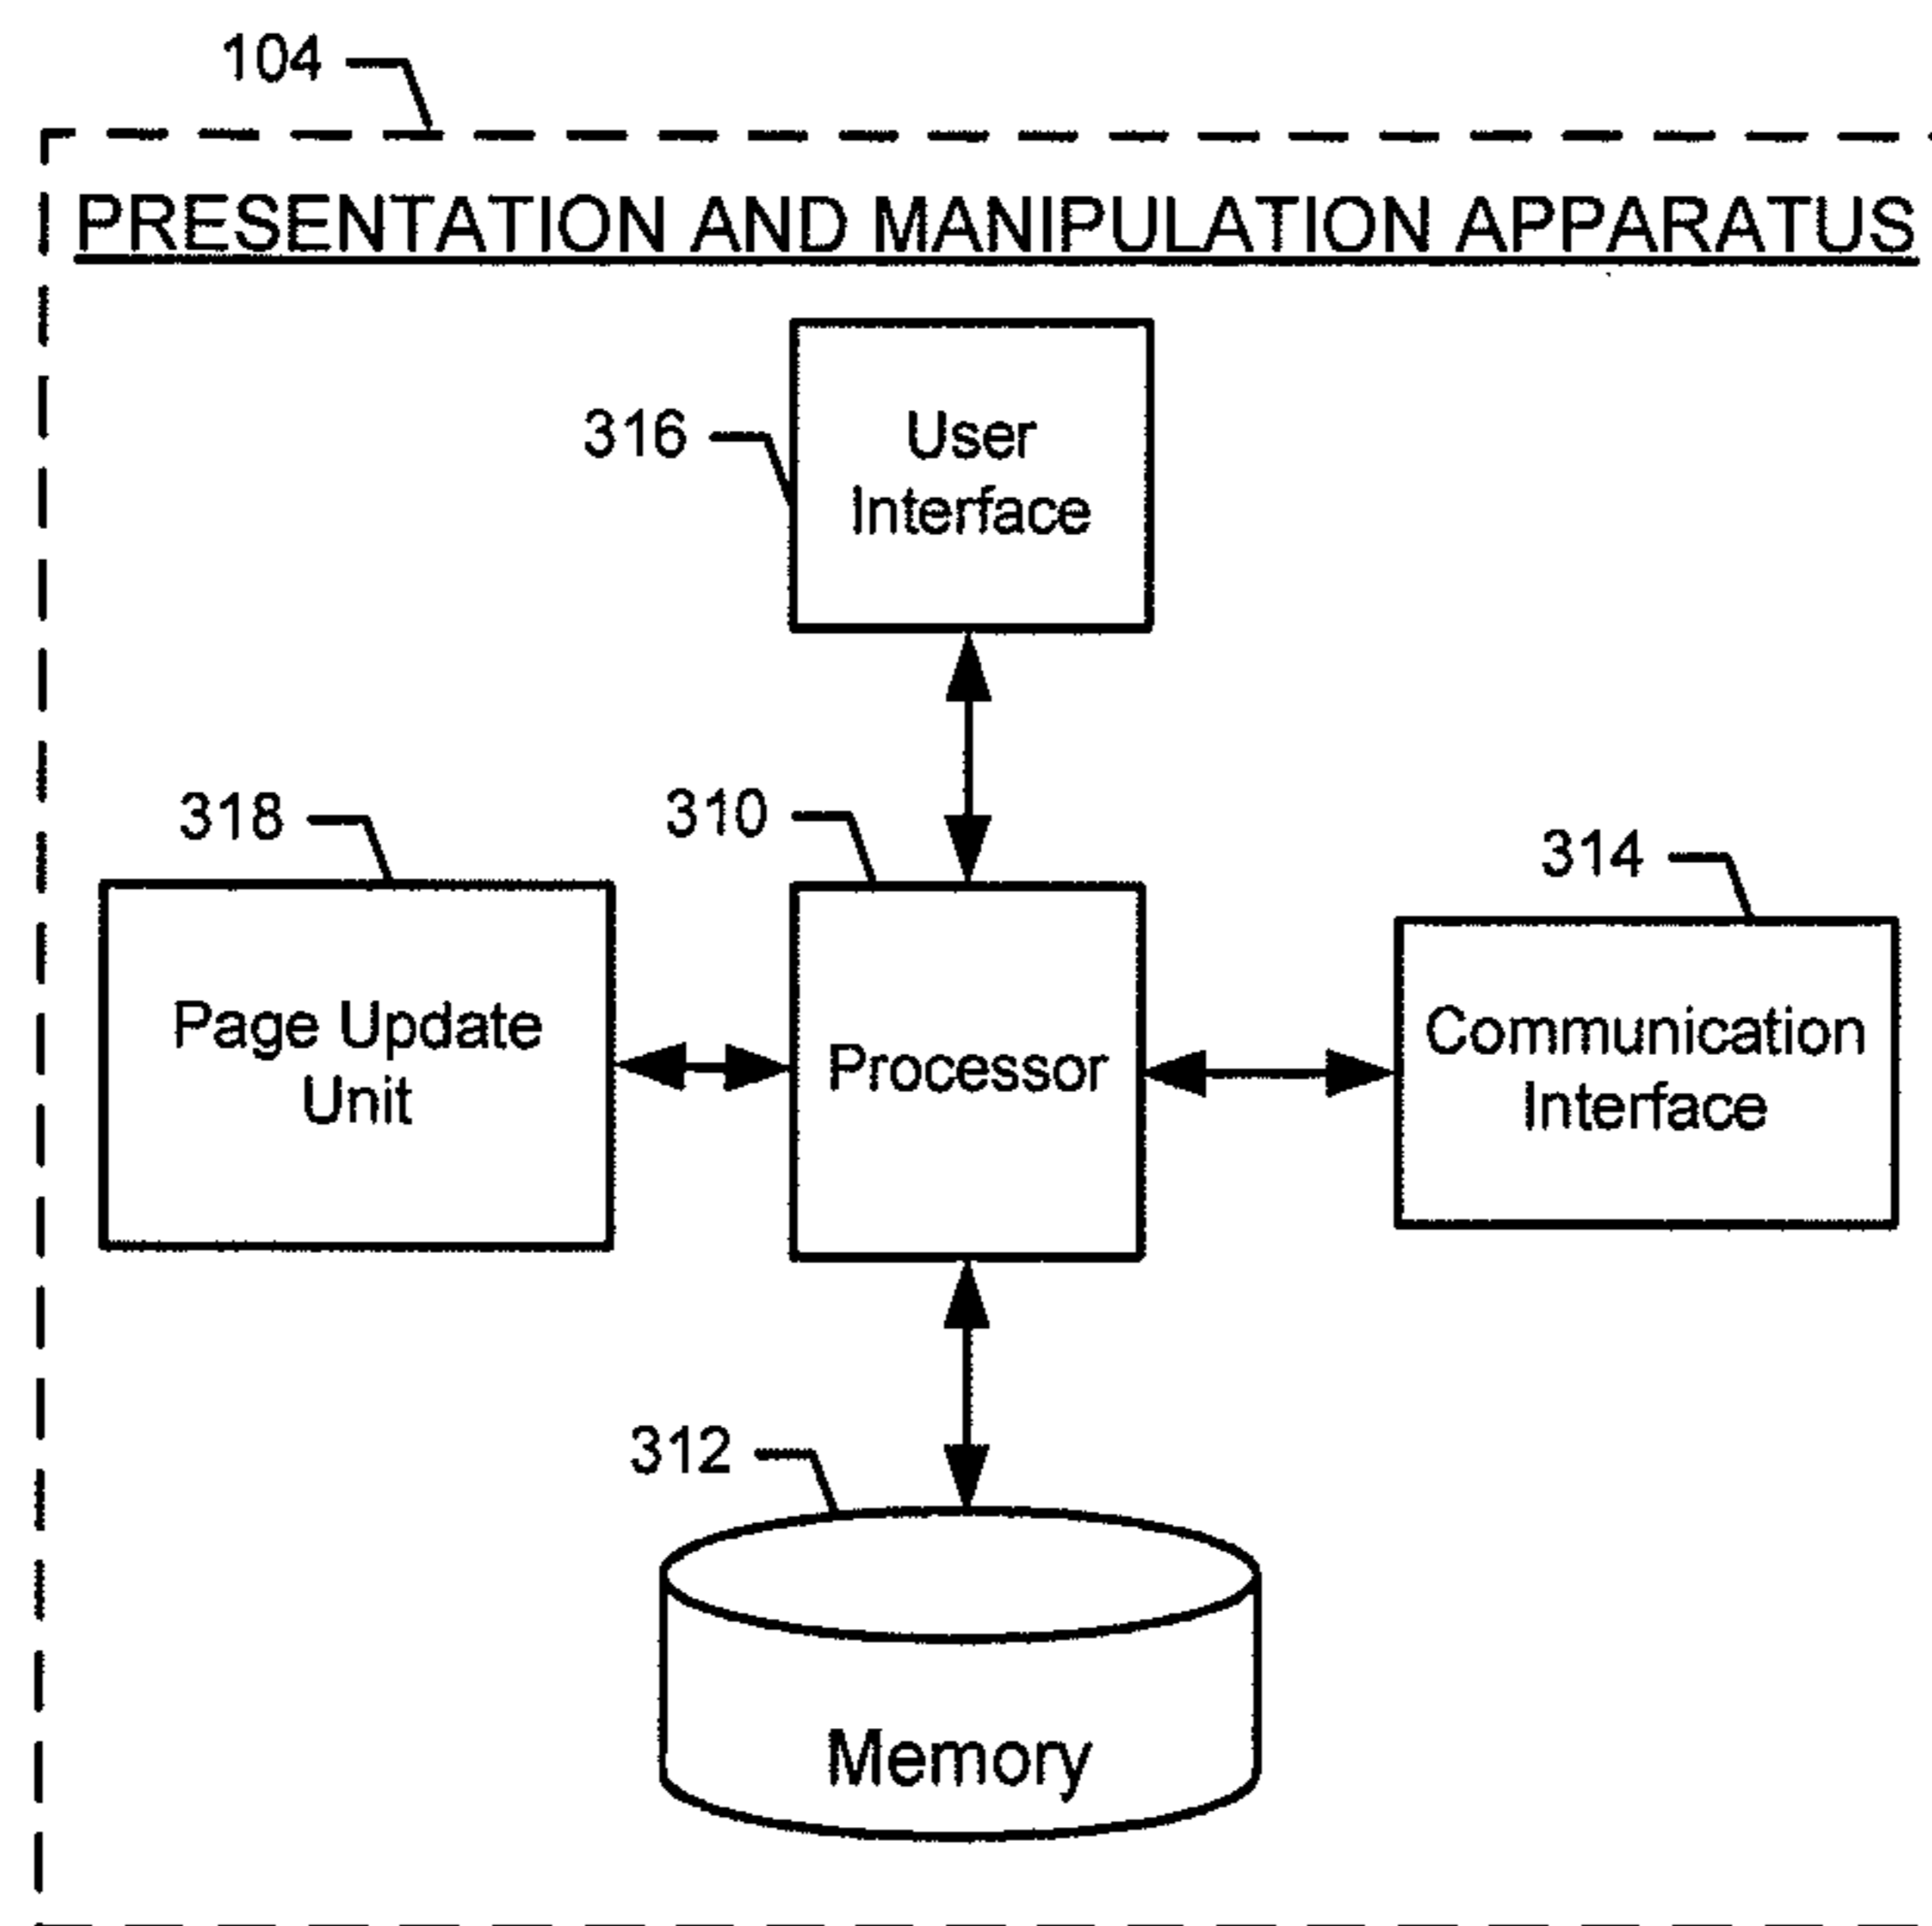 104
PRESENTATION AND MANIPULATION APPARATUS
316
User
Interface
318
310
314
Page Update
Unit
Processor
Communication
Interface
312
Memory